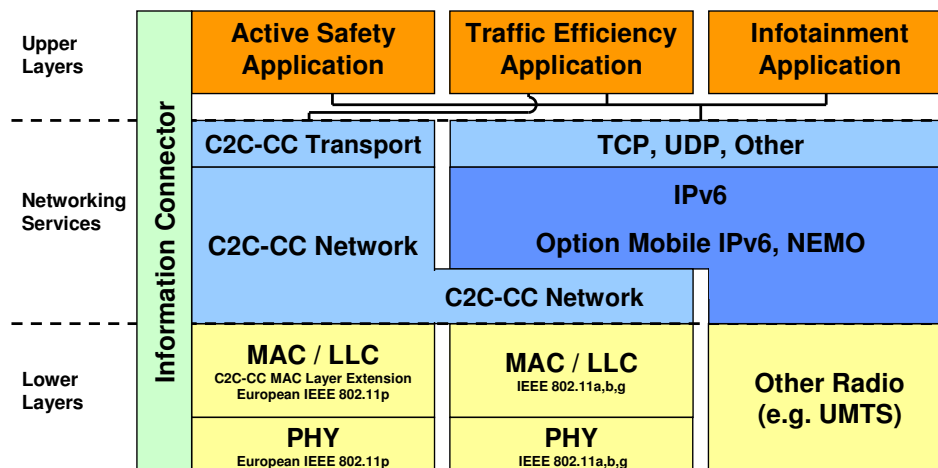 Upper
Layers
Active Safety
Application
Traffic Efficiency
Application
Infotainment
Application
Information Connector
Networking
Services
C2C-CC Transport
TCP, UDP, Other
C2C-CC Network
IPv6
Option Mobile IPv6, NEMO
C2C-CC Network
Lower
Layers
MAC / LLC
C2C-CC MAC Layer Extension
European IEEE 802.11p
MAC / LLC
IEEE 802.11a,b,g
Other Radio
(e.g. UMTS)
PHY
European IEEE 802.11p
PHY
IEEE 802.11a,b,g